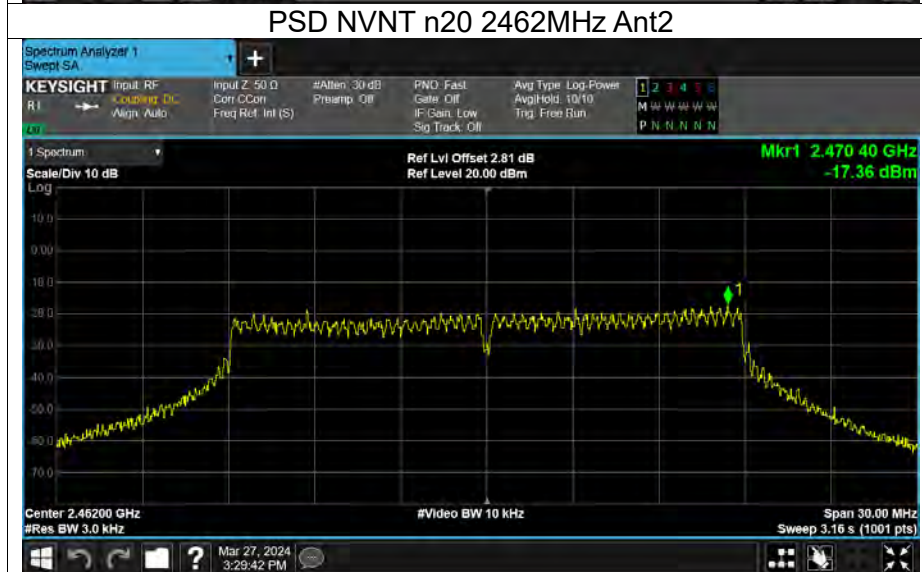 PSD NVNT n20 2462MHz Ant2
Spectrum Analyzer 1
Swept SA
+
KEYSIGHT Input: RF
Coupling: DC
Align: Auto
Input Z: 50 Ω
Corr CCorr
Freq Ref: Int (S)
#Atten: 30 dB
Preamp: Off
PNO: Fast
Gate: Off
IF Gain: Low
Sig Track: Off
Avg Type: Log-Power
Avg|Hold: 10/10
Trig: Free Run
1 2 3 4 5 6
M W W W W W
P N N N N N
1 Spectrum
Scale/Div 10 dB
Log
Ref Lvl Offset 2.81 dB
Ref Level 20.00 dBm
Mkr1 2.470 40 GHz
-17.36 dBm
10.0
0.00
-10.0
-20.0
-30.0
-40.0
-50.0
-60.0
-70.0
1
Center 2.46200 GHz
#Res BW 3.0 kHz
#Video BW 10 kHz
Span 30.00 MHz
Sweep 3.16 s (1001 pts)
?
Mar 27, 2024
3:29:42 PM